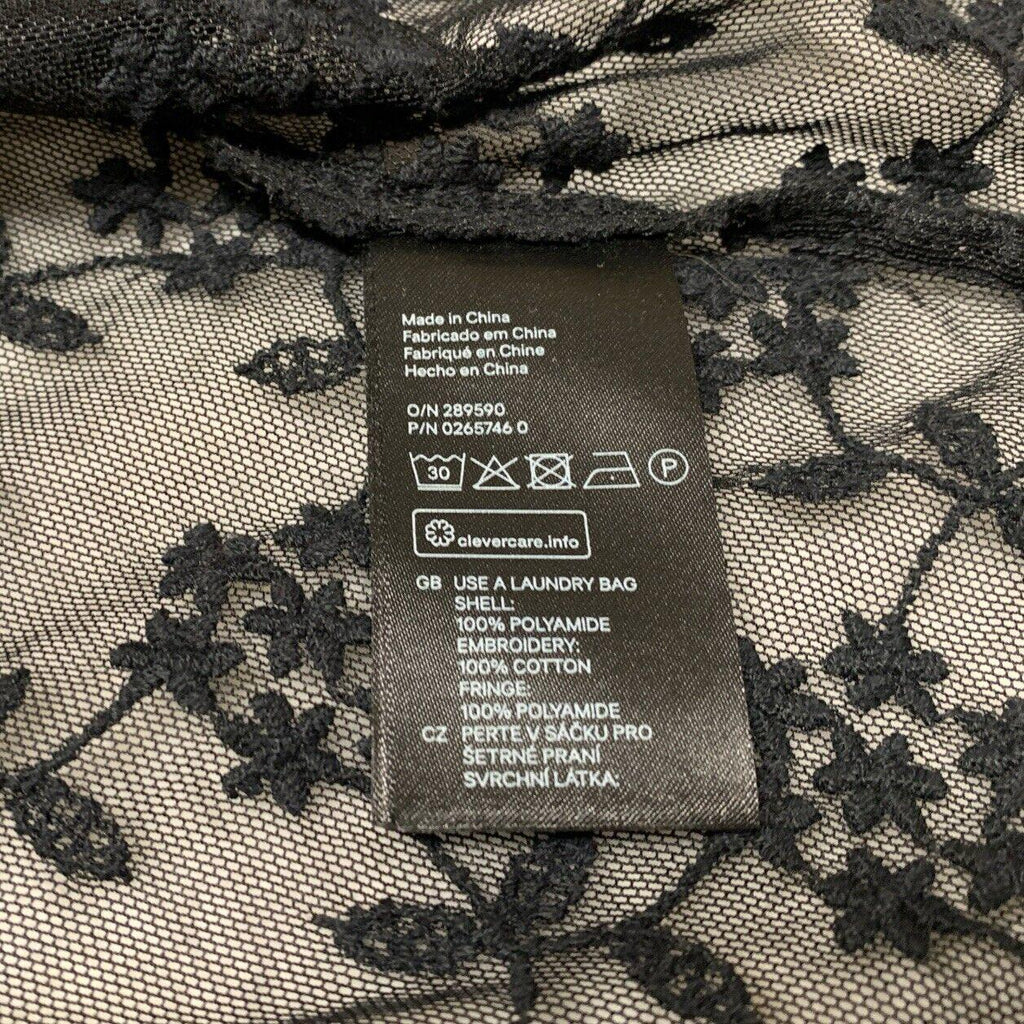 Made in China
Fabricado em China
Fabriqué en Chine
Hecho en China
O/N 289590
P/N 0265746 0
30 P
clevercare.info
GB USE A LAUNDRY BAG
SHELL:
100% POLYAMIDE
EMBROIDERY:
100% COTTON
FRINGE:
100% POLYAMIDE
CZ PERTE V SÁČKU PRO
ŠETRNÉ PRANÍ
SVRCHNÍ LÁTKA: